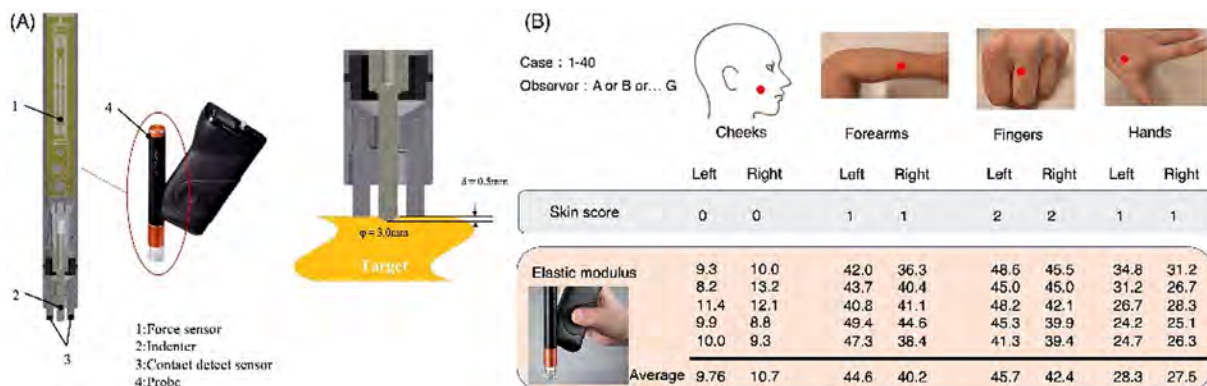 (A)
1
4
2
3
δ = 0.5mm
φ = 3.0mm
Target
1:Force sensor
2:Indenter
3:Contact detect sensor
4:Probe
(B)
Case : 1-40
Observer : A or B or... G
Cheeks Forearms Fingers Hands
Left Right Left Right Left Right Left Right
Skin score 0 0 1 1 2 2 1 1
Elastic modulus
9.3 10.0 42.0 36.3 48.6 45.5 34.8 31.2
8.2 13.2 43.7 40.4 45.0 45.0 31.2 26.7
11.4 12.1 40.8 41.1 48.2 42.1 26.7 28.3
9.9 8.8 49.4 44.6 45.3 39.9 24.2 25.1
10.0 9.3 47.3 38.4 41.3 39.4 24.7 26.3
Average 9.76 10.7 44.6 40.2 45.7 42.4 28.3 27.5